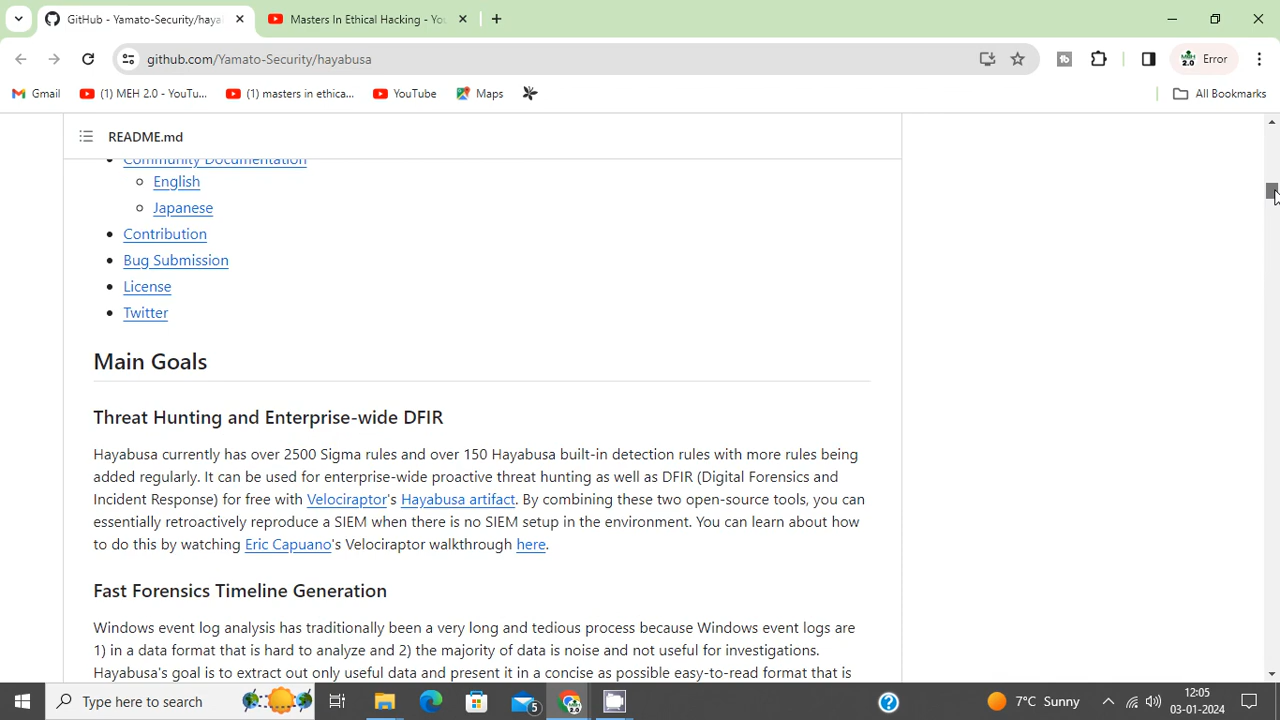 GitHub - Yamato-Security/haya
Masters In Ethical Hacking - You
github.com/Yamato-Security/hayabusa
Error
Gmail
(1) MEH 2.0 - YouTu...
(1) masters in ethica...
YouTube
Maps
All Bookmarks
README.md
Community Documentation
English
Japanese
Contribution
Bug Submission
License
Twitter
Main Goals
Threat Hunting and Enterprise-wide DFIR
Hayabusa currently has over 2500 Sigma rules and over 150 Hayabusa built-in detection rules with more rules being
added regularly. It can be used for enterprise-wide proactive threat hunting as well as DFIR (Digital Forensics and
Incident Response) for free with Velociraptor's Hayabusa artifact. By combining these two open-source tools, you can
essentially retroactively reproduce a SIEM when there is no SIEM setup in the environment. You can learn about how
to do this by watching Eric Capuano's Velociraptor walkthrough here.
Fast Forensics Timeline Generation
Windows event log analysis has traditionally been a very long and tedious process because Windows event logs are
1) in a data format that is hard to analyze and 2) the majority of data is noise and not useful for investigations.
Hayabusa's goal is to extract out only useful data and present it in a concise as possible easy-to-read format that is
Type here to search
5
7°C Sunny
12:05
03-01-2024